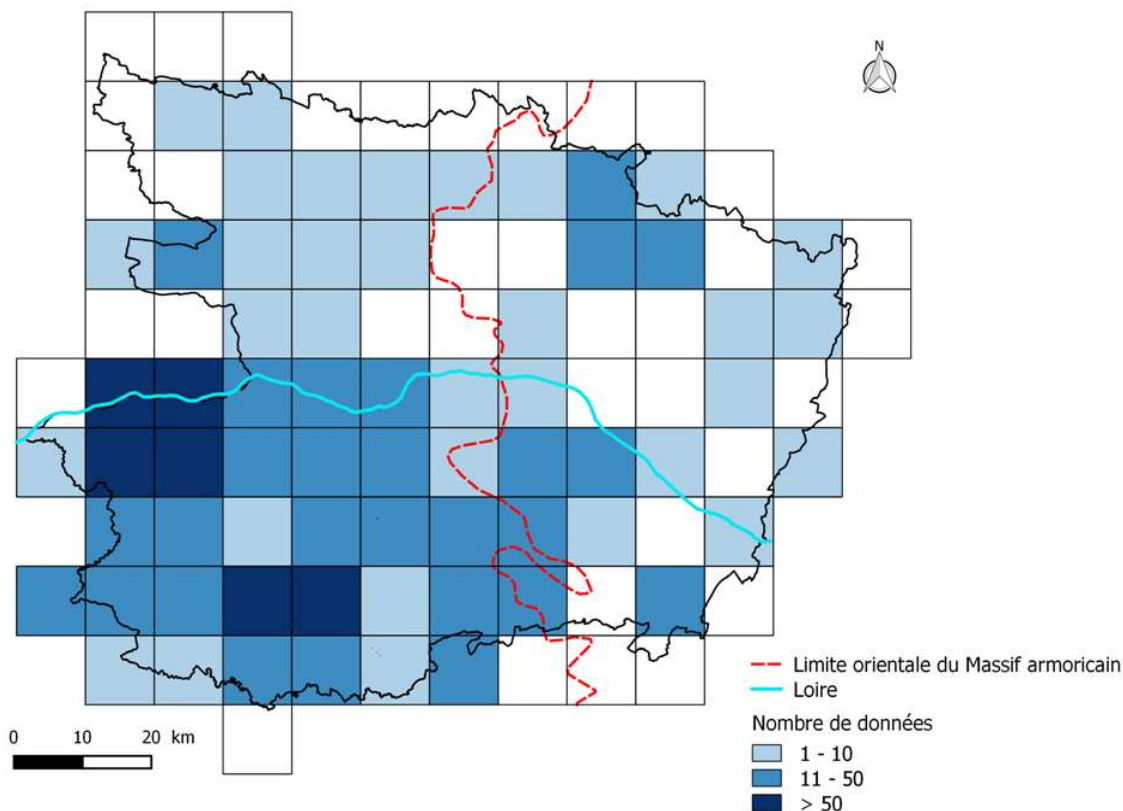 N
Limite orientale du Massif armoricain
Loire
Nombre de données
1 - 10
11 - 50
> 50
0 10 20 km